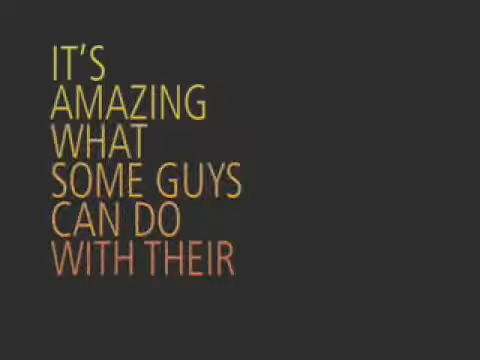 IT'S
AMAZING
WHAT
SOME GUYS
CAN DO
WITH THEIR